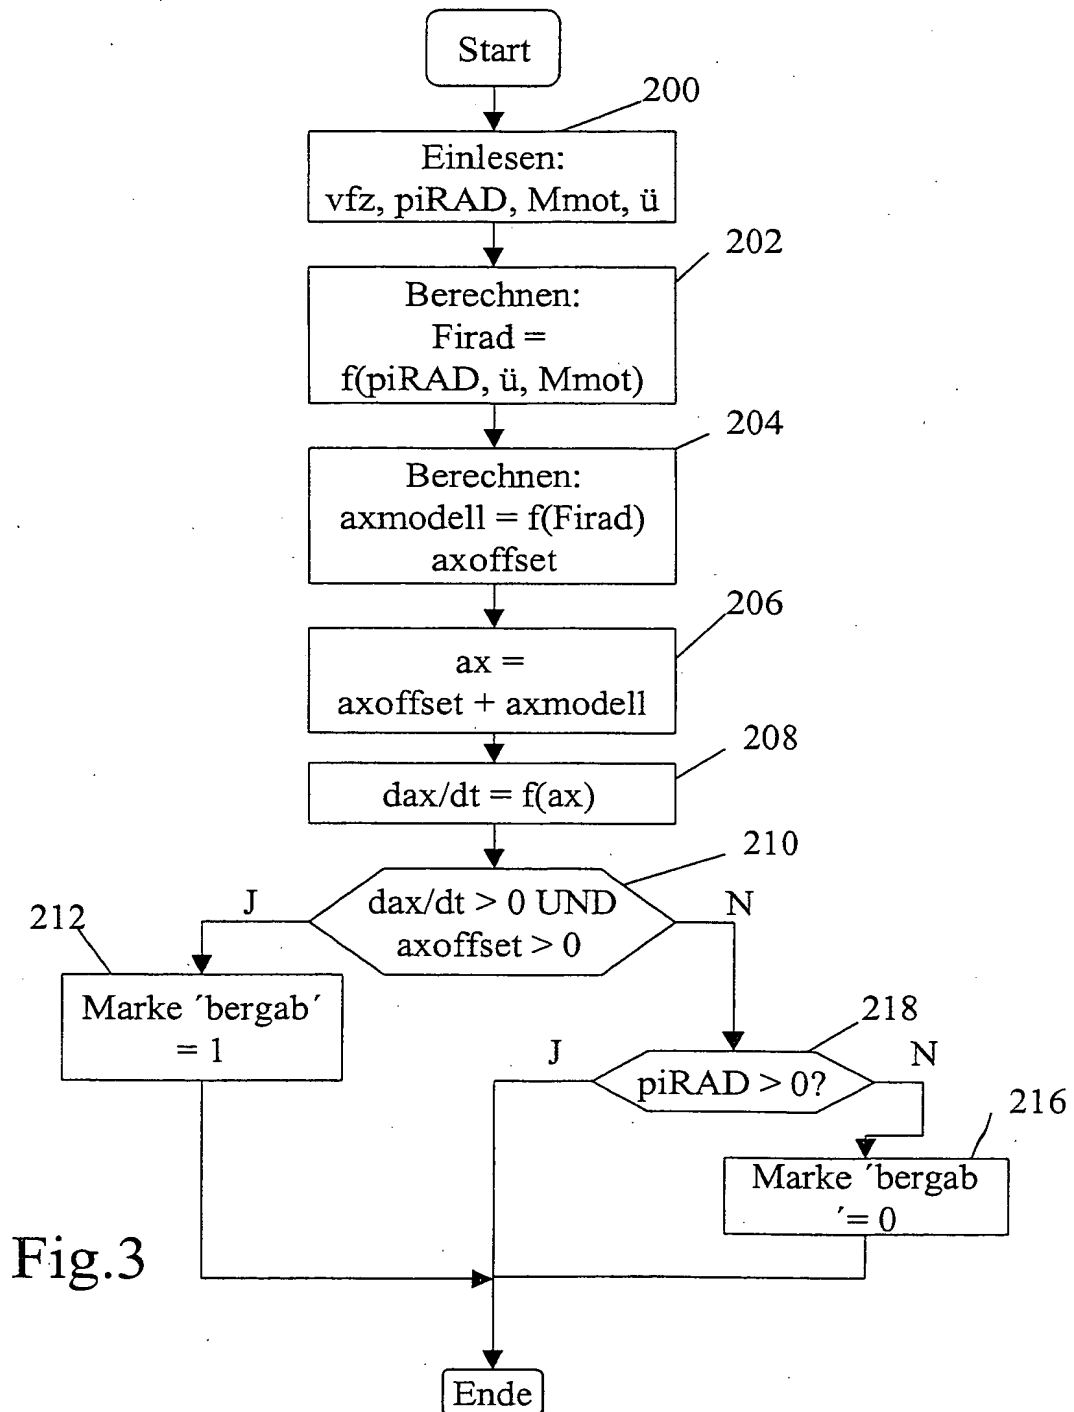 Start
200
Einlesen:
vfz, piRAD, Mmot, ü
202
Berechnen:
Firad =
f(piRAD, ü, Mmot)
204
Berechnen:
axmodell = f(Firad)
axoffset
206
ax =
axoffset + axmodell
208
dax/dt = f(ax)
210
J
dax/dt > 0 UND
axoffset > 0
N
212
Marke ´bergab´
= 1
218
J
piRAD > 0?
N
216
Marke ´bergab
´= 0
Fig.3
Ende